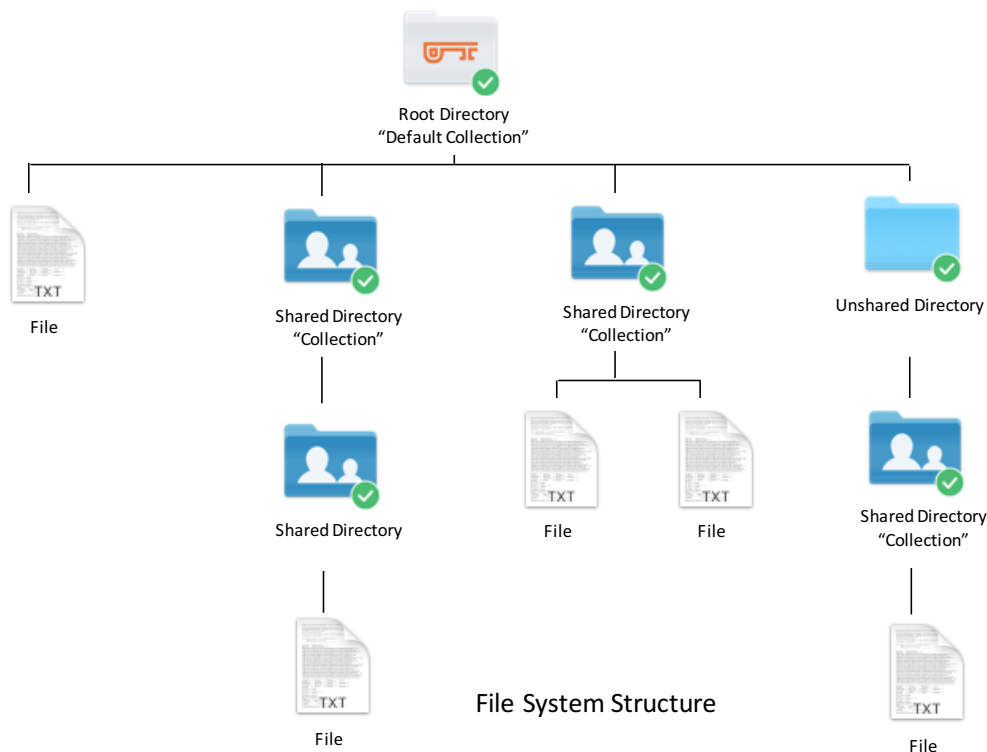 Root Directory
“Default Collection”
TXT
File
Shared Directory
“Collection”
Shared Directory
“Collection”
Unshared Directory
Shared Directory
TXT
File
TXT
File
Shared Directory
“Collection”
TXT
File
File System Structure
TXT
File